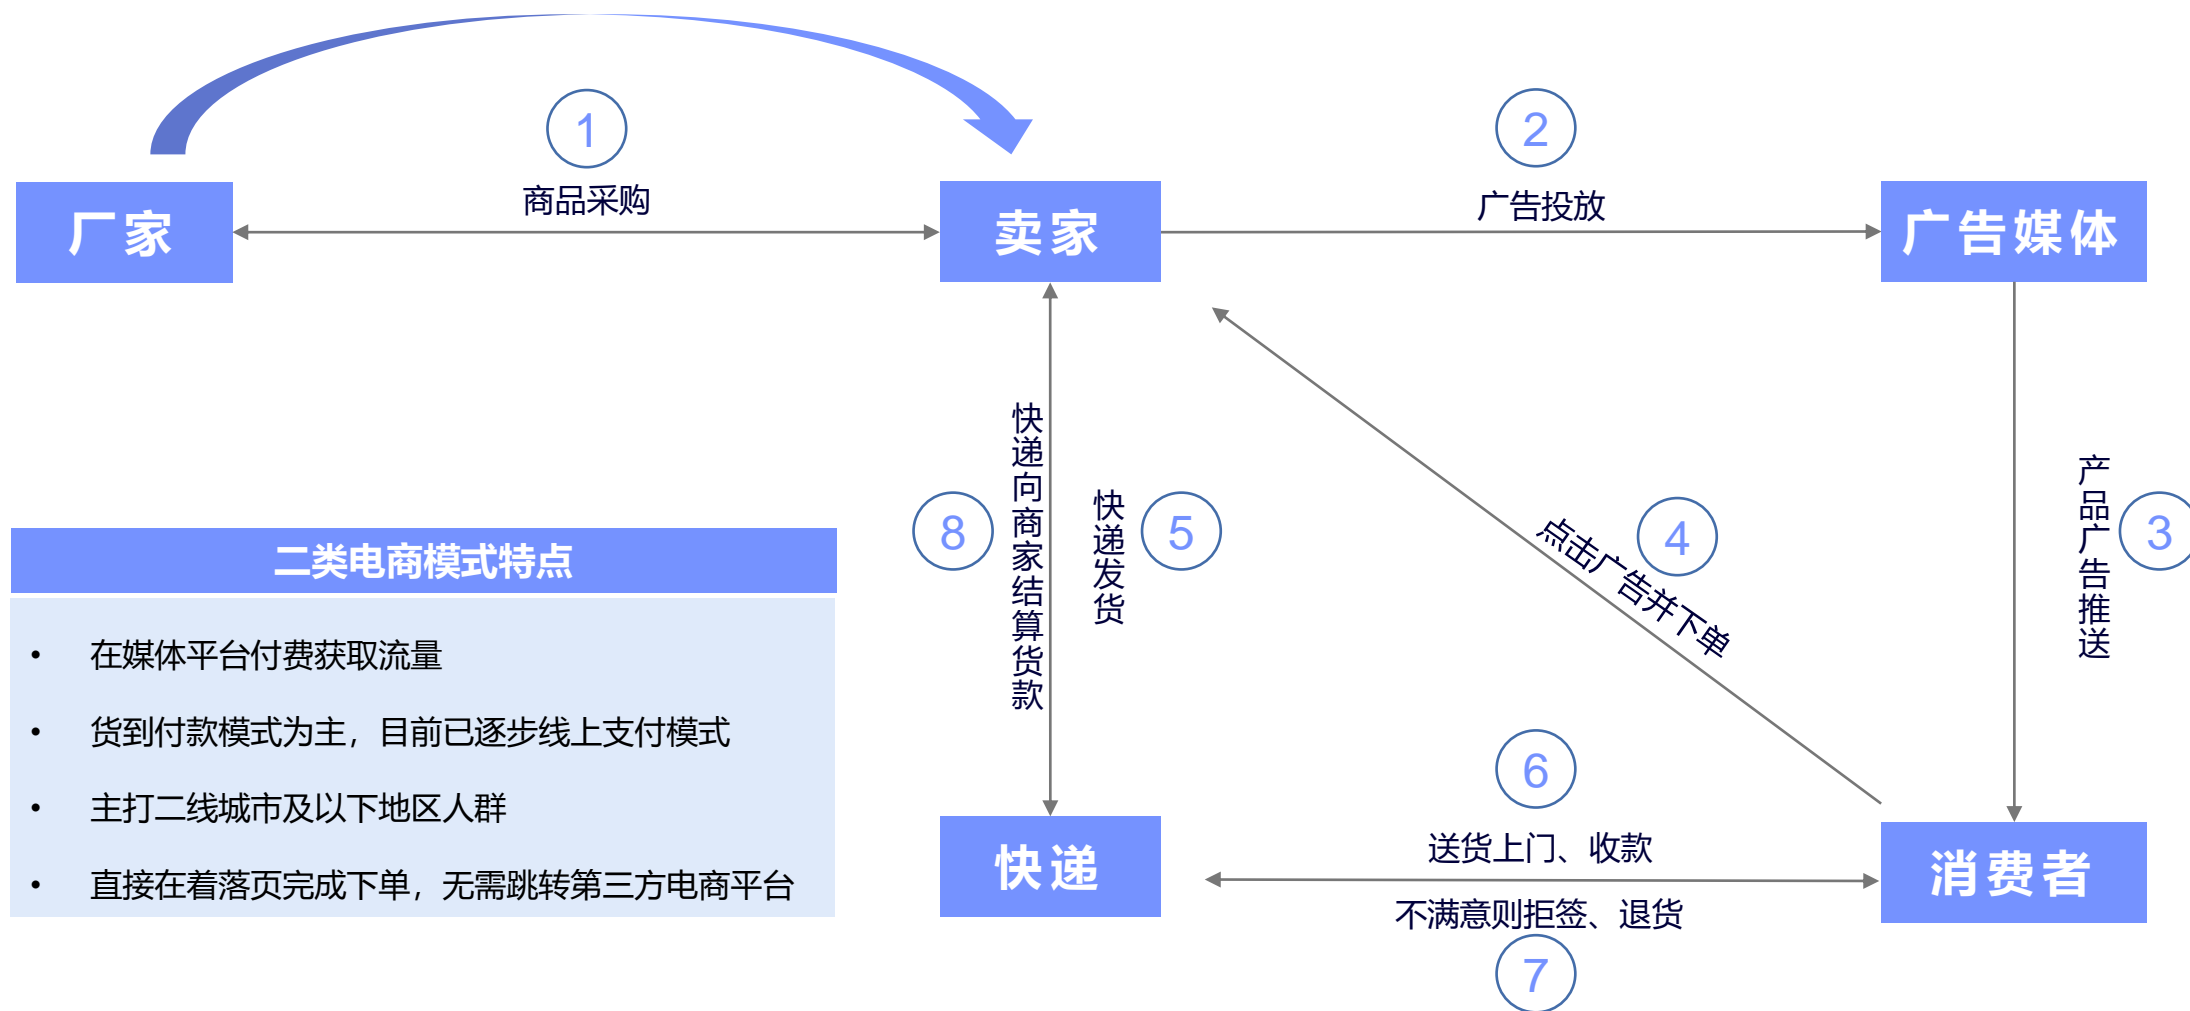 1
2
商品采购
广告投放
厂家
卖家
广告媒体
快递向商家结算货款
8
快递发货
5
点击广告并下单
4
产品广告推送
3
二类电商模式特点
• 在媒体平台付费获取流量
• 货到付款模式为主，目前已逐步线上支付模式
• 主打二线城市及以下地区人群
• 直接在着落页完成下单，无需跳转第三方电商平台
6
送货上门、收款
快递
消费者
不满意则拒签、退货
7